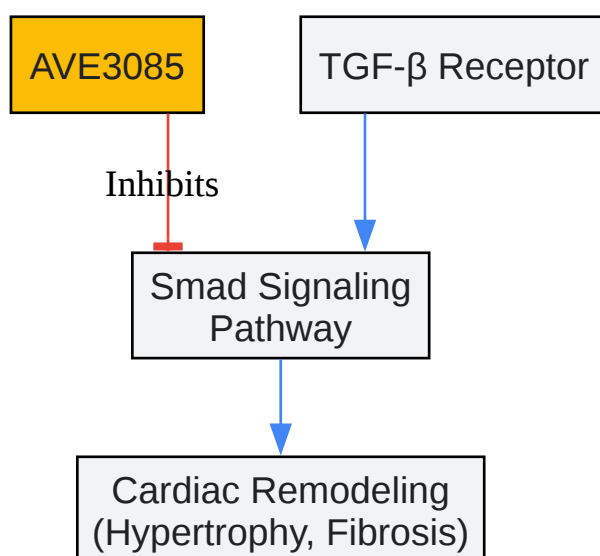 AVE3085
TGF-β Receptor
Inhibits
Smad Signaling
Pathway
Cardiac Remodeling
(Hypertrophy, Fibrosis)